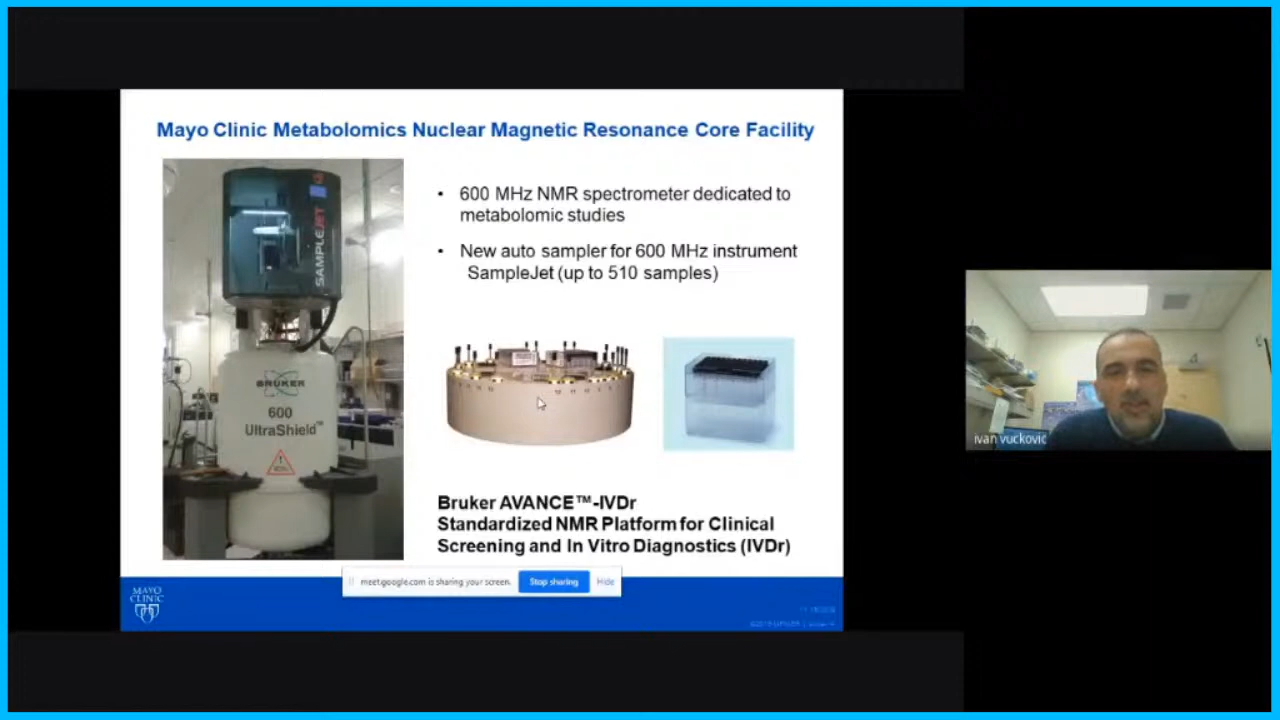 Mayo Clinic Metabolomics Nuclear Magnetic Resonance Core Facility
SAMPLEJET
BRUKER
600
UltraShield™
• 600 MHz NMR spectrometer dedicated to
metabolomic studies
• New auto sampler for 600 MHz instrument
SampleJet (up to 510 samples)
Bruker AVANCE™-IVDr
Standardized NMR Platform for Clinical
Screening and In Vitro Diagnostics (IVDr)
meet.google.com is sharing your screen.
Stop sharing
Hide
MAYO
CLINIC
ivan vuckovic